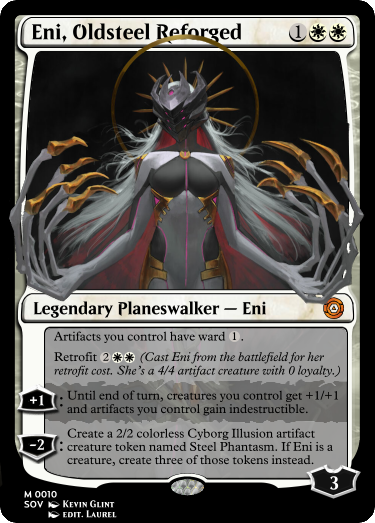 Eni, Oldsteel Reforged 1
Legendary Planeswalker — Eni
Artifacts you control have ward 1.
Retrofit 2 (Cast Eni from the battlefield for her
retrofit cost. She's a 4/4 artifact creature with 0 loyalty.)
+1: Until end of turn, creatures you control get +1/+1
and artifacts you control gain indestructible.
-2: Create a 2/2 colorless Cyborg Illusion artifact
creature token named Steel Phantasm. If Eni is a
creature, create three of those tokens instead.
3
M 0010
SOV Kevin Glint
edit. Laurel